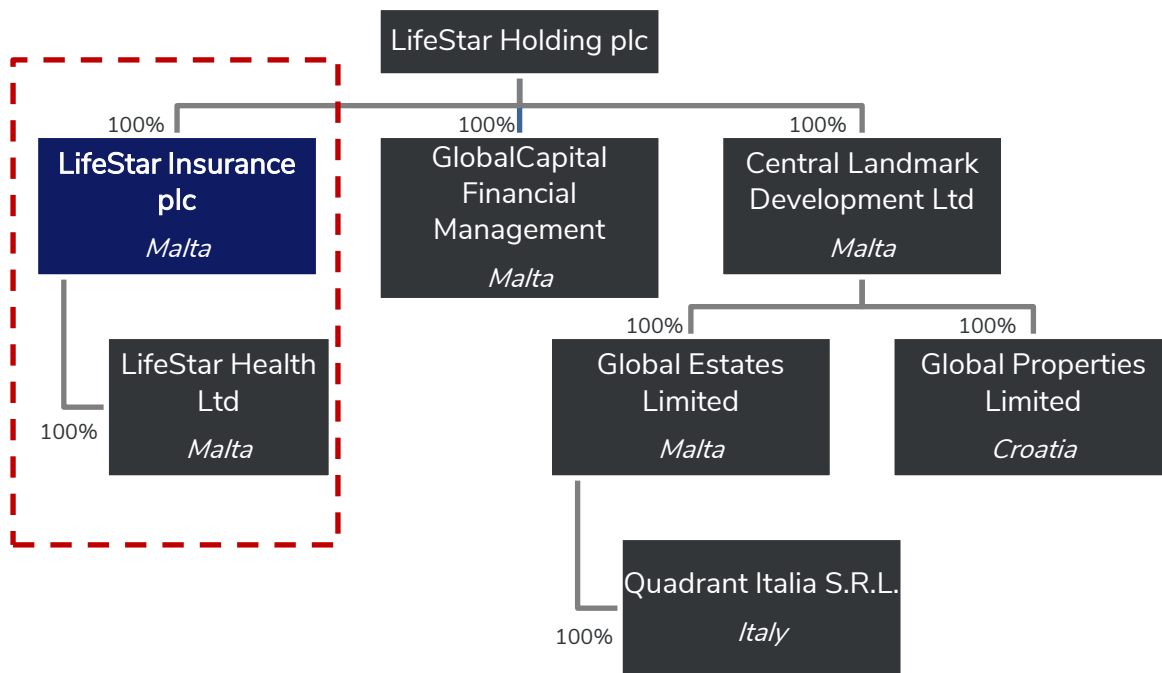 LifeStar Holding plc
100%
100%
100%
LifeStar Insurance
plc
Malta
GlobalCapital
Financial
Management
Malta
Central Landmark
Development Ltd
Malta
100%
100%
100%
LifeStar Health
Ltd
Malta
Global Estates
Limited
Malta
Global Properties
Limited
Croatia
100%
Quadrant Italia S.R.L.
Italy